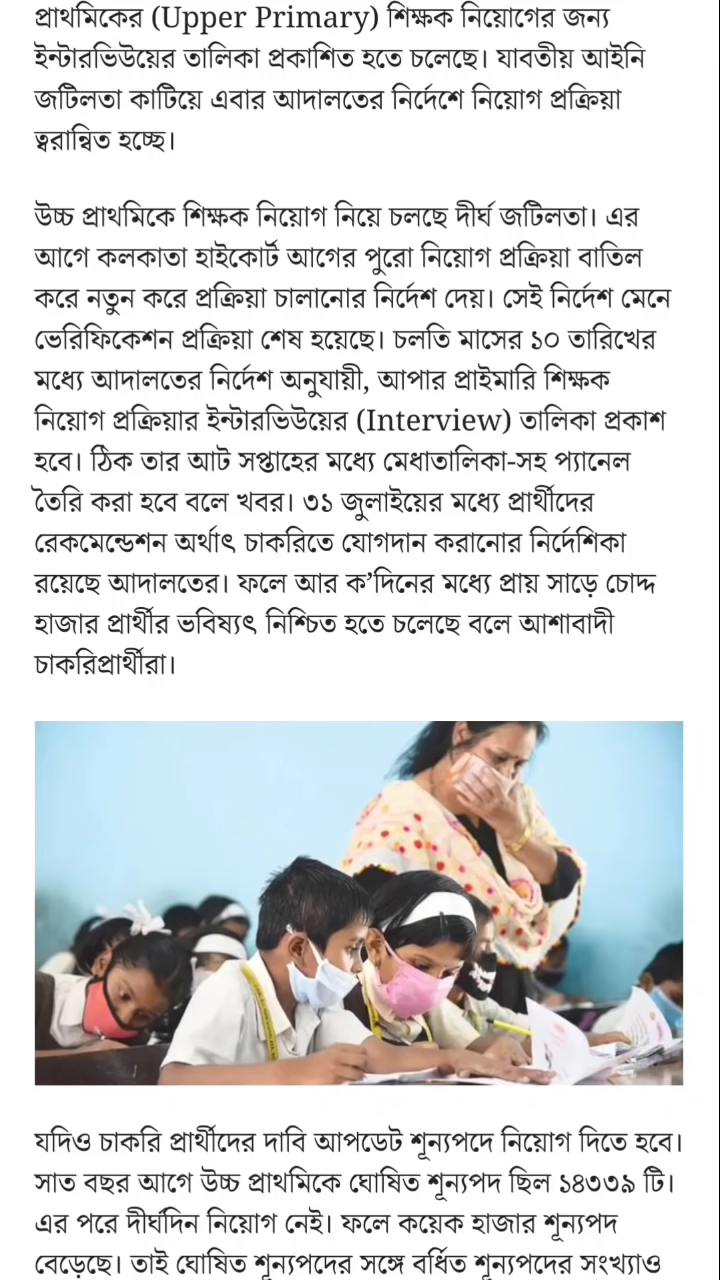 প্রাথমিকের (Upper Primary) শিক্ষক নিয়োগের জন্য
ইন্টারভিউয়ের তালিকা প্রকাশিত হতে চলেছে। যাবতীয় আইনি
জটিলতা কাটিয়ে এবার আদালতের নির্দেশে নিয়োগ প্রক্রিয়া
ত্বরান্বিত হচ্ছে।
উচ্চ প্রাথমিকে শিক্ষক নিয়োগ নিয়ে চলছে দীর্ঘ জটিলতা। এর
আগে কলকাতা হাইকোর্ট আগের পুরো নিয়োগ প্রক্রিয়া বাতিল
করে নতুন করে প্রক্রিয়া চালানোর নির্দেশ দেয়। সেই নির্দেশ মেনে
ভেরিফিকেশন প্রক্রিয়া শেষ হয়েছে। চলতি মাসের ১০ তারিখের
মধ্যে আদালতের নির্দেশ অনুযায়ী, আপার প্রাইমারি শিক্ষক
নিয়োগ প্রক্রিয়ার ইন্টারভিউয়ের (Interview) তালিকা প্রকাশ
হবে। ঠিক তার আট সপ্তাহের মধ্যে মেধাতালিকা-সহ প্যানেল
তৈরি করা হবে বলে খবর। ৩১ জুলাইয়ের মধ্যে প্রার্থীদের
রেকমেন্ডেশন অর্থাৎ চাকরিতে যোগদান করানোর নির্দেশিকা
রয়েছে আদালতের। ফলে আর ক’দিনের মধ্যে প্রায় সাড়ে চোদ্দ
হাজার প্রার্থীর ভবিষ্যৎ নিশ্চিত হতে চলেছে বলে আশাবাদী
চাকরিপ্রার্থীরা।
যদিও চাকরি প্রার্থীদের দাবি আপডেট শূন্যপদে নিয়োগ দিতে হবে।
সাত বছর আগে উচ্চ প্রাথমিকে ঘোষিত শূন্যপদ ছিল ১৪৩৩৯ টি।
এর পরে দীর্ঘদিন নিয়োগ নেই। ফলে কয়েক হাজার শূন্যপদ
বেড়েছে। তাই ঘোষিত শূন্যপদের সঙ্গে বর্ধিত শূন্যপদের সংখ্যাও